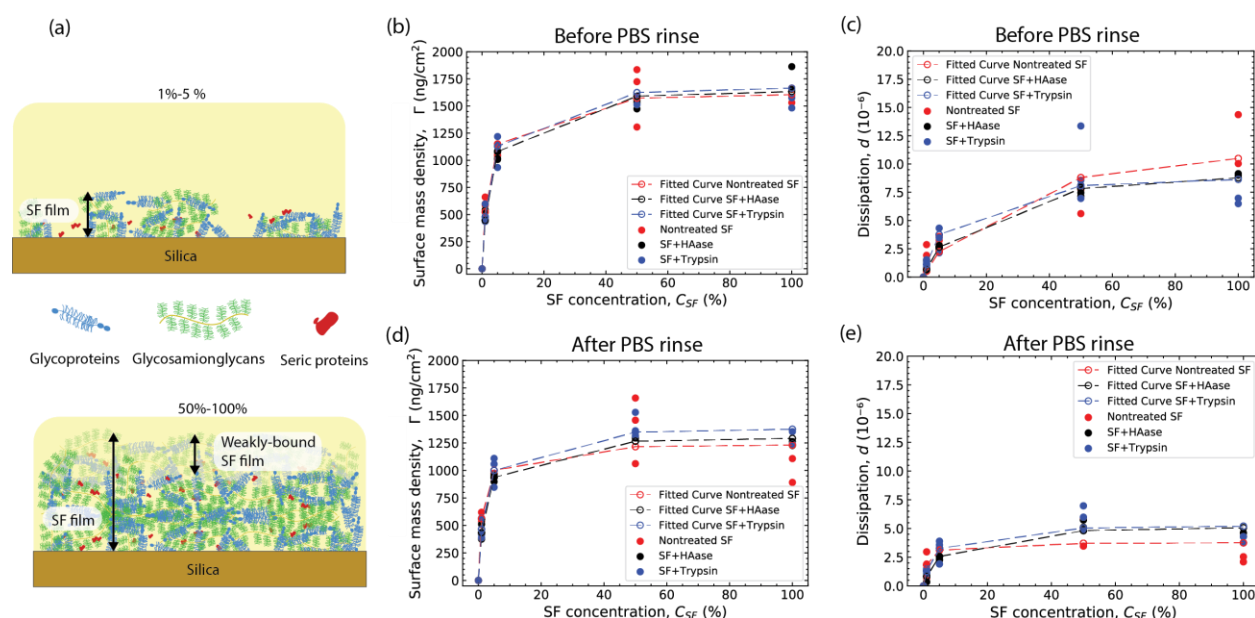 (a)
1%-5 %
SF film
Silica
Glycoproteins
Glycosamionglycans
Seric proteins
50%-100%
Weakly-bound
SF film
SF film
Silica
(b)
Before PBS rinse
Surface mass density, Γ (ng/cm²)
2000
1750
1500
1250
1000
750
500
250
0
Fitted Curve Nontreated SF
Fitted Curve SF+HAase
Fitted Curve SF+Trypsin
Nontreated SF
SF+HAase
SF+Trypsin
0 20 40 60 80 100
SF concentration, C_SF (%)
(c)
Before PBS rinse
Dissipation, d (10⁻⁶)
20.0
17.5
15.0
12.5
10.0
7.5
5.0
2.5
0.0
Fitted Curve Nontreated SF
Fitted Curve SF+HAase
Fitted Curve SF+Trypsin
Nontreated SF
SF+HAase
SF+Trypsin
0 20 40 60 80 100
SF concentration, C_SF (%)
(d)
After PBS rinse
Surface mass density, Γ (ng/cm²)
2000
1750
1500
1250
1000
750
500
250
0
Fitted Curve Nontreated SF
Fitted Curve SF+HAase
Fitted Curve SF+Trypsin
Nontreated SF
SF+HAase
SF+Trypsin
0 20 40 60 80 100
SF concentration, C_SF (%)
(e)
After PBS rinse
Dissipation, d (10⁻⁶)
20.0
17.5
15.0
12.5
10.0
7.5
5.0
2.5
0.0
Fitted Curve Nontreated SF
Fitted Curve SF+HAase
Fitted Curve SF+Trypsin
Nontreated SF
SF+HAase
SF+Trypsin
0 20 40 60 80 100
SF concentration, C_SF (%)